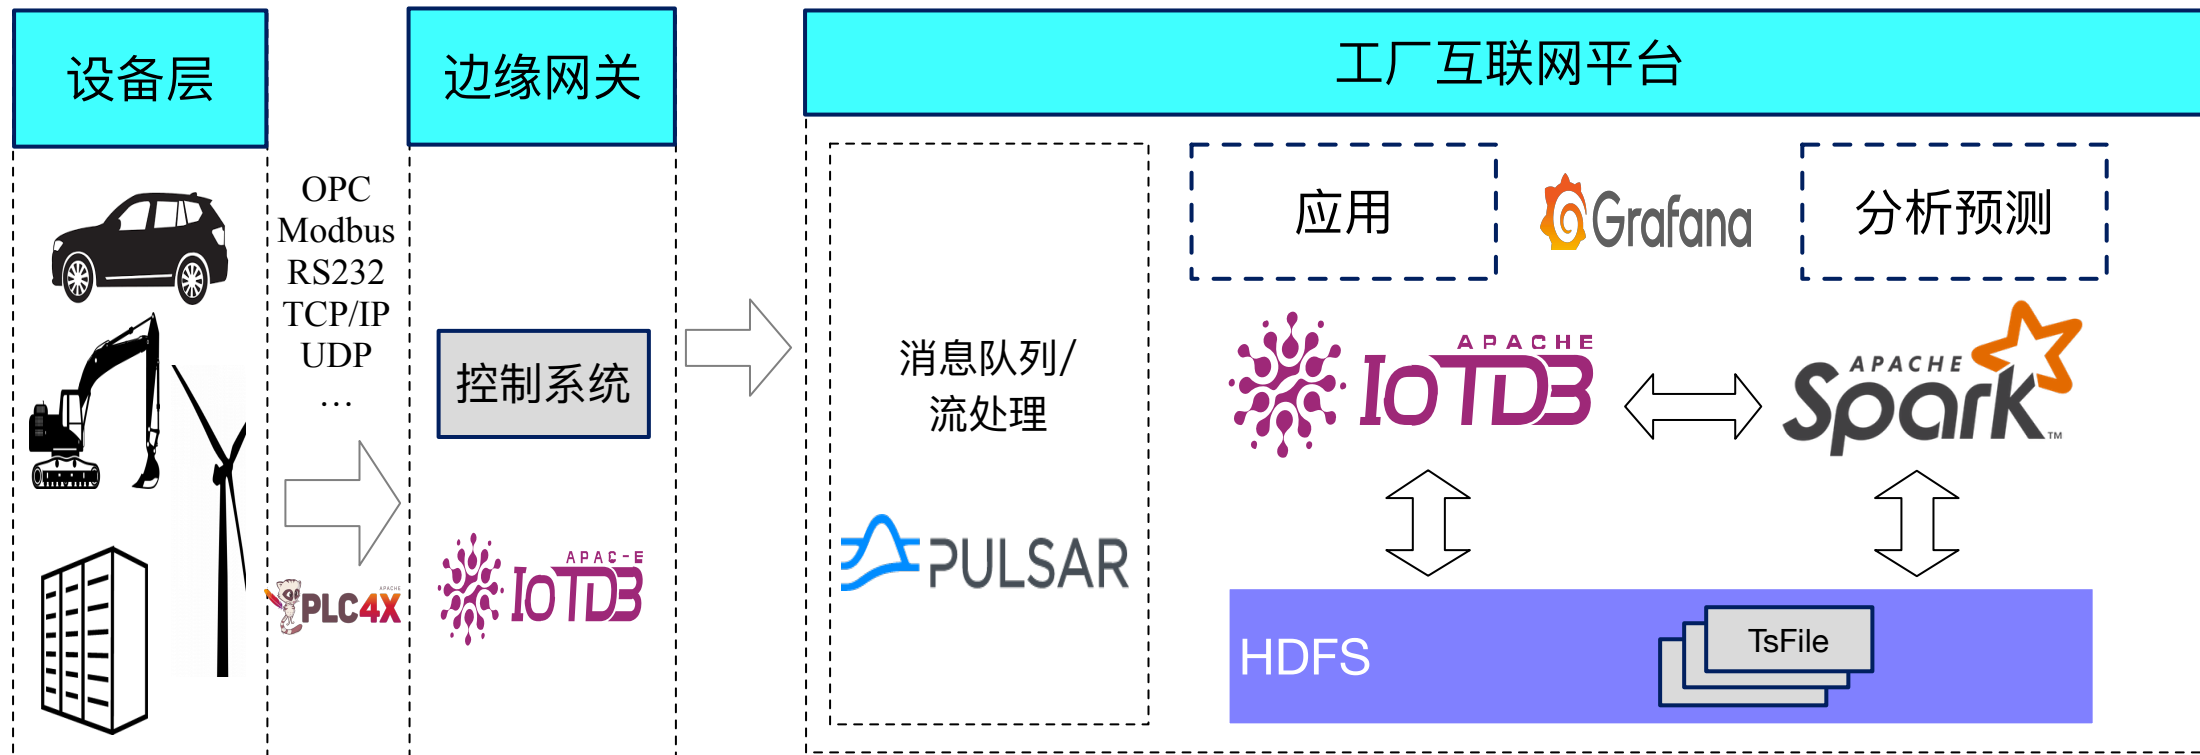 设备层
边缘网关
工厂互联网平台
OPC
Modbus
RS232
TCP/IP
UDP
…
APACHE
PLC4X
控制系统
APAC-E
IoTDB
消息队列/
流处理
PULSAR
应用
Grafana
分析预测
APACHE
IoTDB
APACHE
Spark
TM
HDFS
TsFile